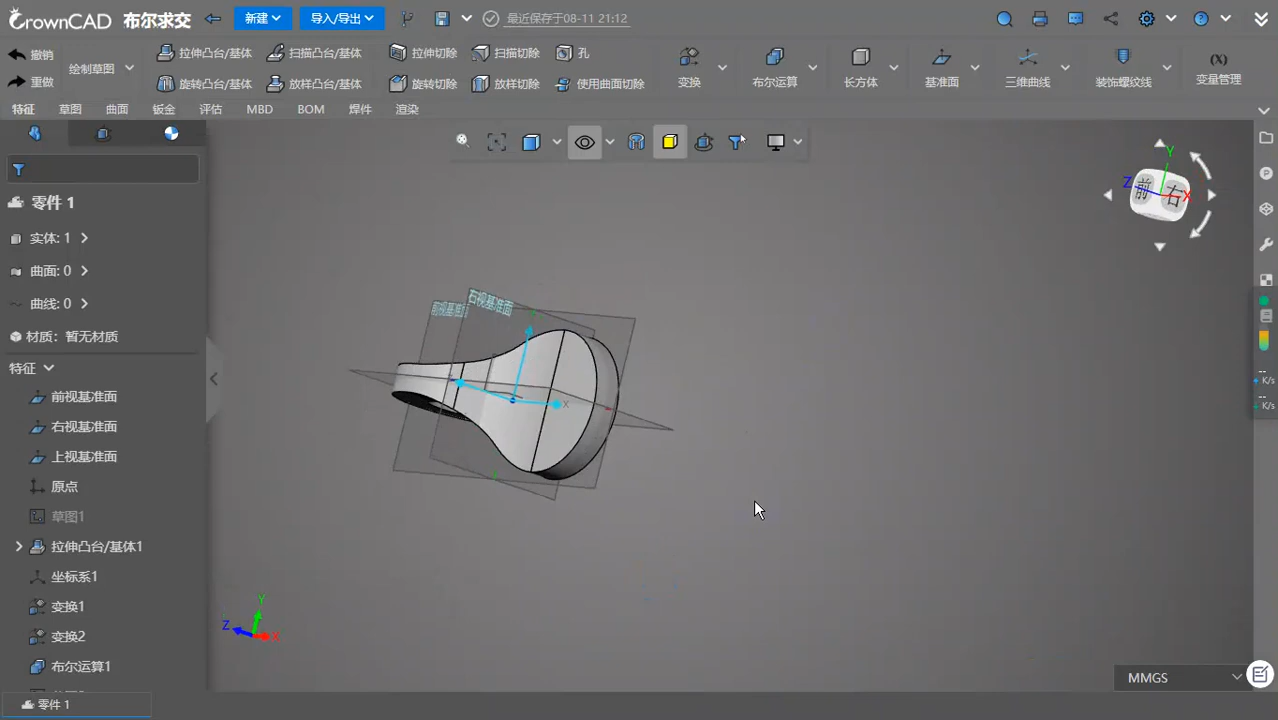 CrownCAD 布尔求交 新建 导入/导出 最近保存于08-11 21:12
撤销
重做
绘制草图
拉伸凸台/基体 扫描凸台/基体 拉伸切除 扫描切除 孔
旋转凸台/基体 放样凸台/基体 旋转切除 放样切除 使用曲面切除
变换 布尔运算 长方体 基准面 三维曲线 装饰螺纹线 (X) 变量管理
特征 草图 曲面 钣金 评估 MBD BOM 焊件 渲染
零件 1
实体: 1
曲面: 0
曲线: 0
材质: 暂无材质
特征
前视基准面
右视基准面
上视基准面
原点
草图1
拉伸凸台/基体1
坐标系1
变换1
变换2
布尔运算1
前视基准面
右视基准面
X
Y
Z
X
前
右
Y
Z
X
-- K/s
-- K/s
MMGS
零件 1